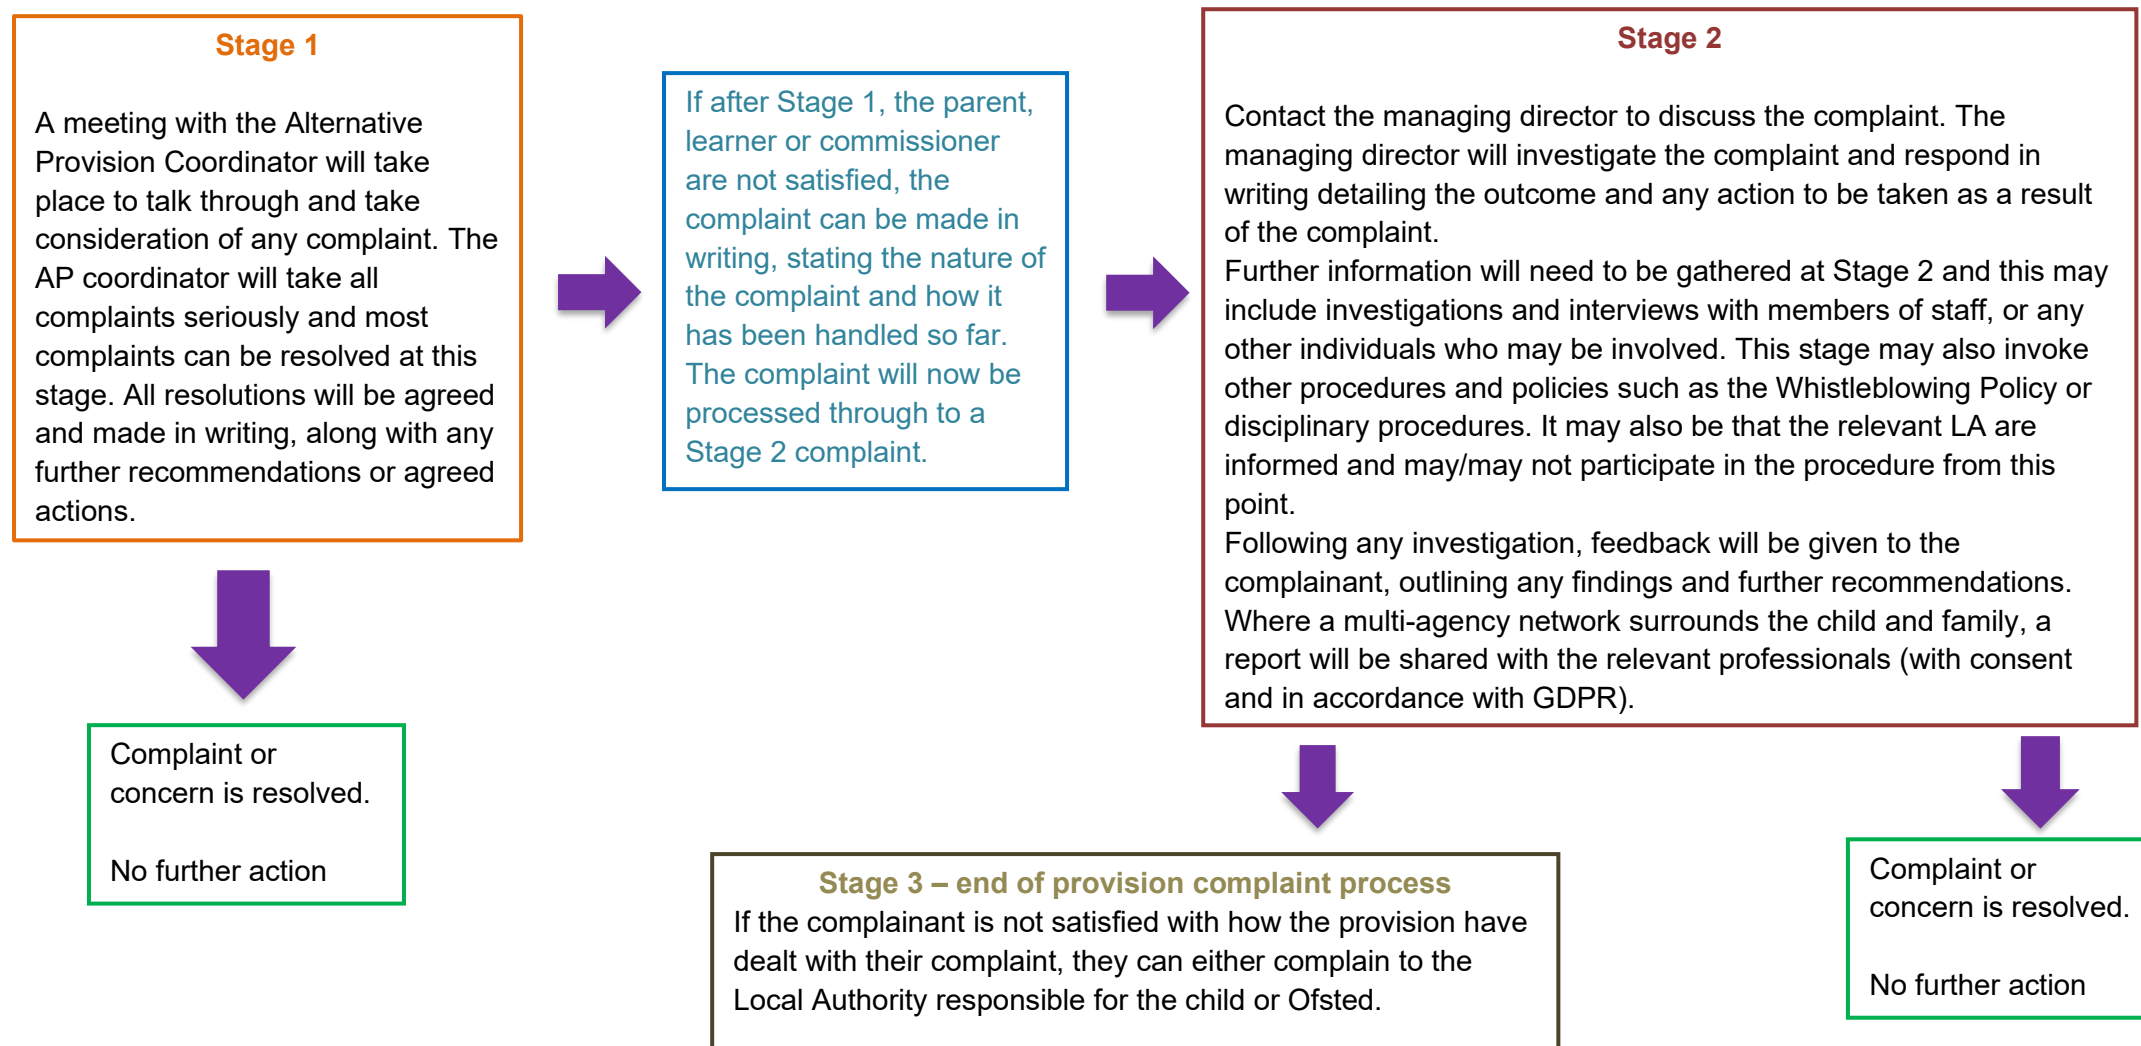 Stage 1
A meeting with the Alternative
Provision Coordinator will take
place to talk through and take
consideration of any complaint. The
AP coordinator will take all
complaints seriously and most
complaints can be resolved at this
stage. All resolutions will be agreed
and made in writing, along with any
further recommendations or agreed
actions.
Complaint or
concern is resolved.
No further action
If after Stage 1, the parent,
learner or commissioner
are not satisfied, the
complaint can be made in
writing, stating the nature of
the complaint and how it
has been handled so far.
The complaint will now be
processed through to a
Stage 2 complaint.
Stage 2
Contact the managing director to discuss the complaint. The
managing director will investigate the complaint and respond in
writing detailing the outcome and any action to be taken as a result
of the complaint.
Further information will need to be gathered at Stage 2 and this may
include investigations and interviews with members of staff, or any
other individuals who may be involved. This stage may also invoke
other procedures and policies such as the Whistleblowing Policy or
disciplinary procedures. It may also be that the relevant LA are
informed and may/may not participate in the procedure from this
point.
Following any investigation, feedback will be given to the
complainant, outlining any findings and further recommendations.
Where a multi-agency network surrounds the child and family, a
report will be shared with the relevant professionals (with consent
and in accordance with GDPR).
Stage 3 – end of provision complaint process
If the complainant is not satisfied with how the provision have
dealt with their complaint, they can either complain to the
Local Authority responsible for the child or Ofsted.
Complaint or
concern is resolved.
No further action